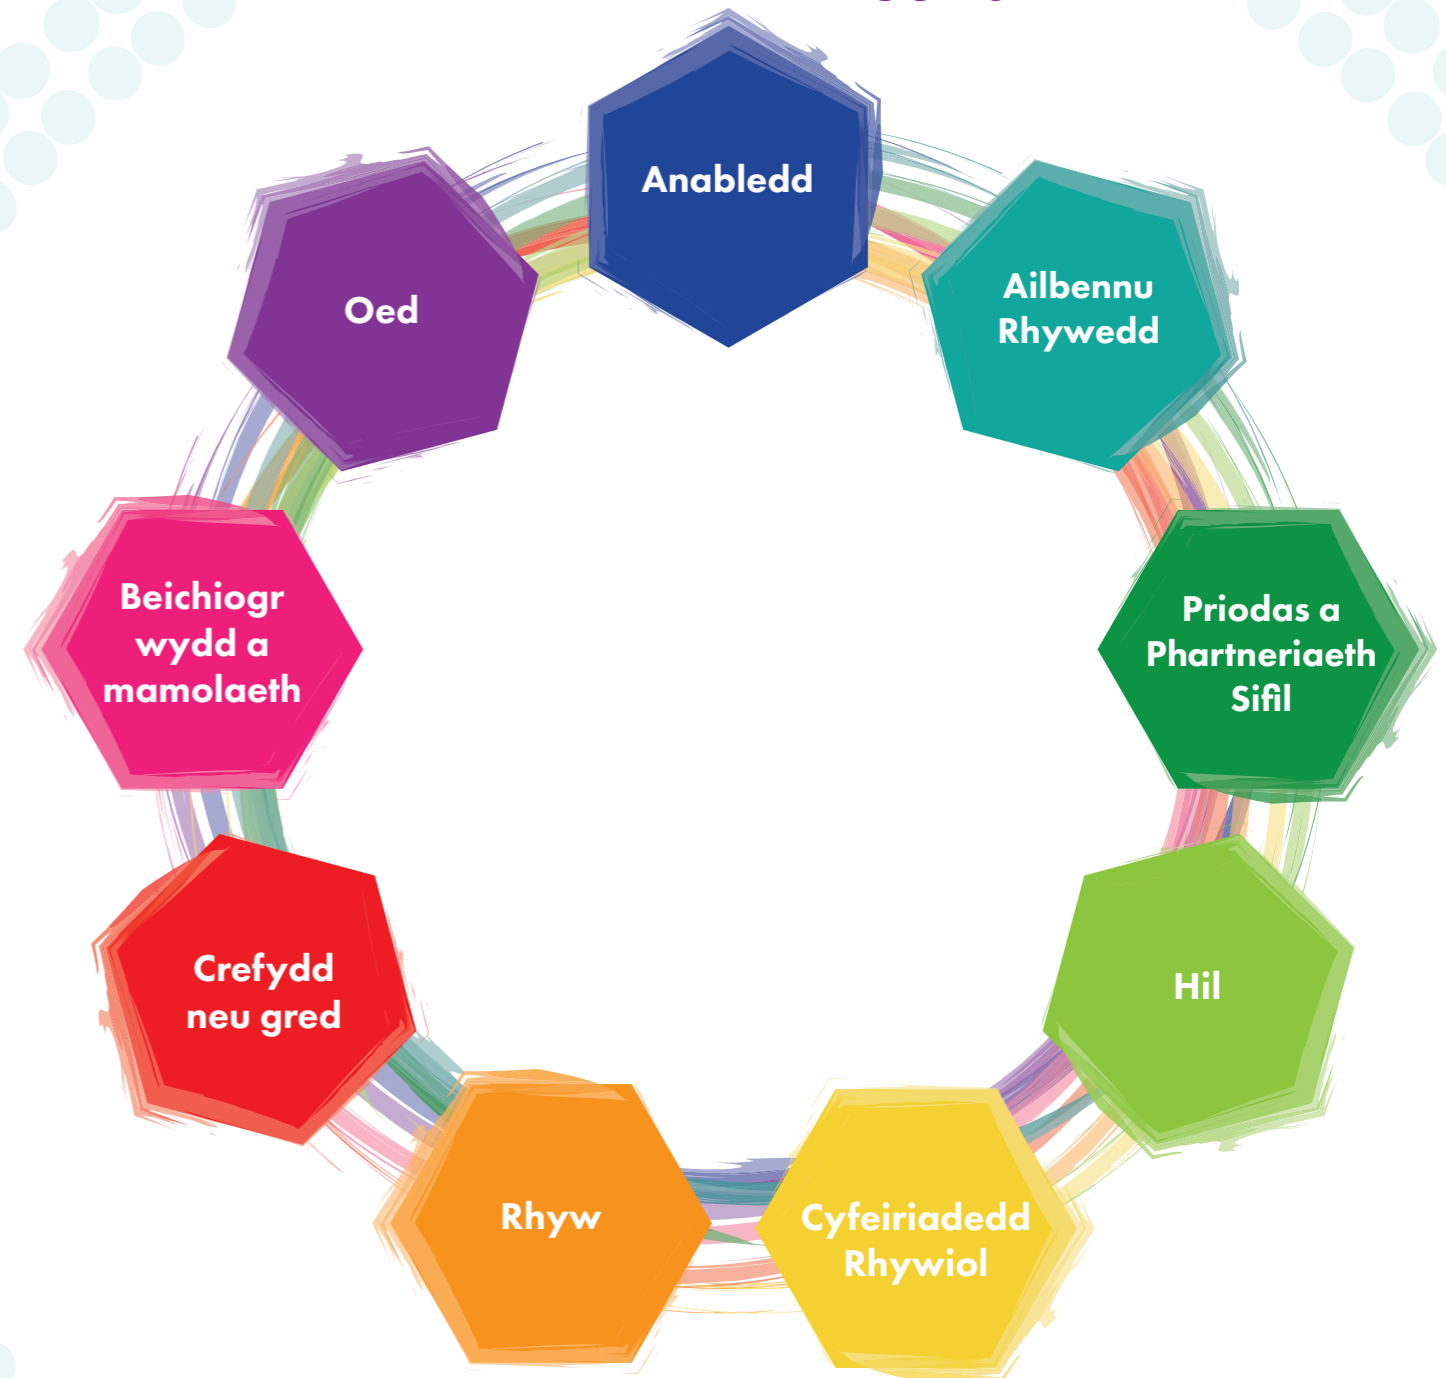 Anabledd
Ailbennu
Rhywedd
Priodas a
Phartneriaeth
Sifil
Hil
Cyfeiriadedd
Rhywiol
Rhyw
Crefydd
neu gred
Beichiogr
wydd a
mamolaeth
Oed